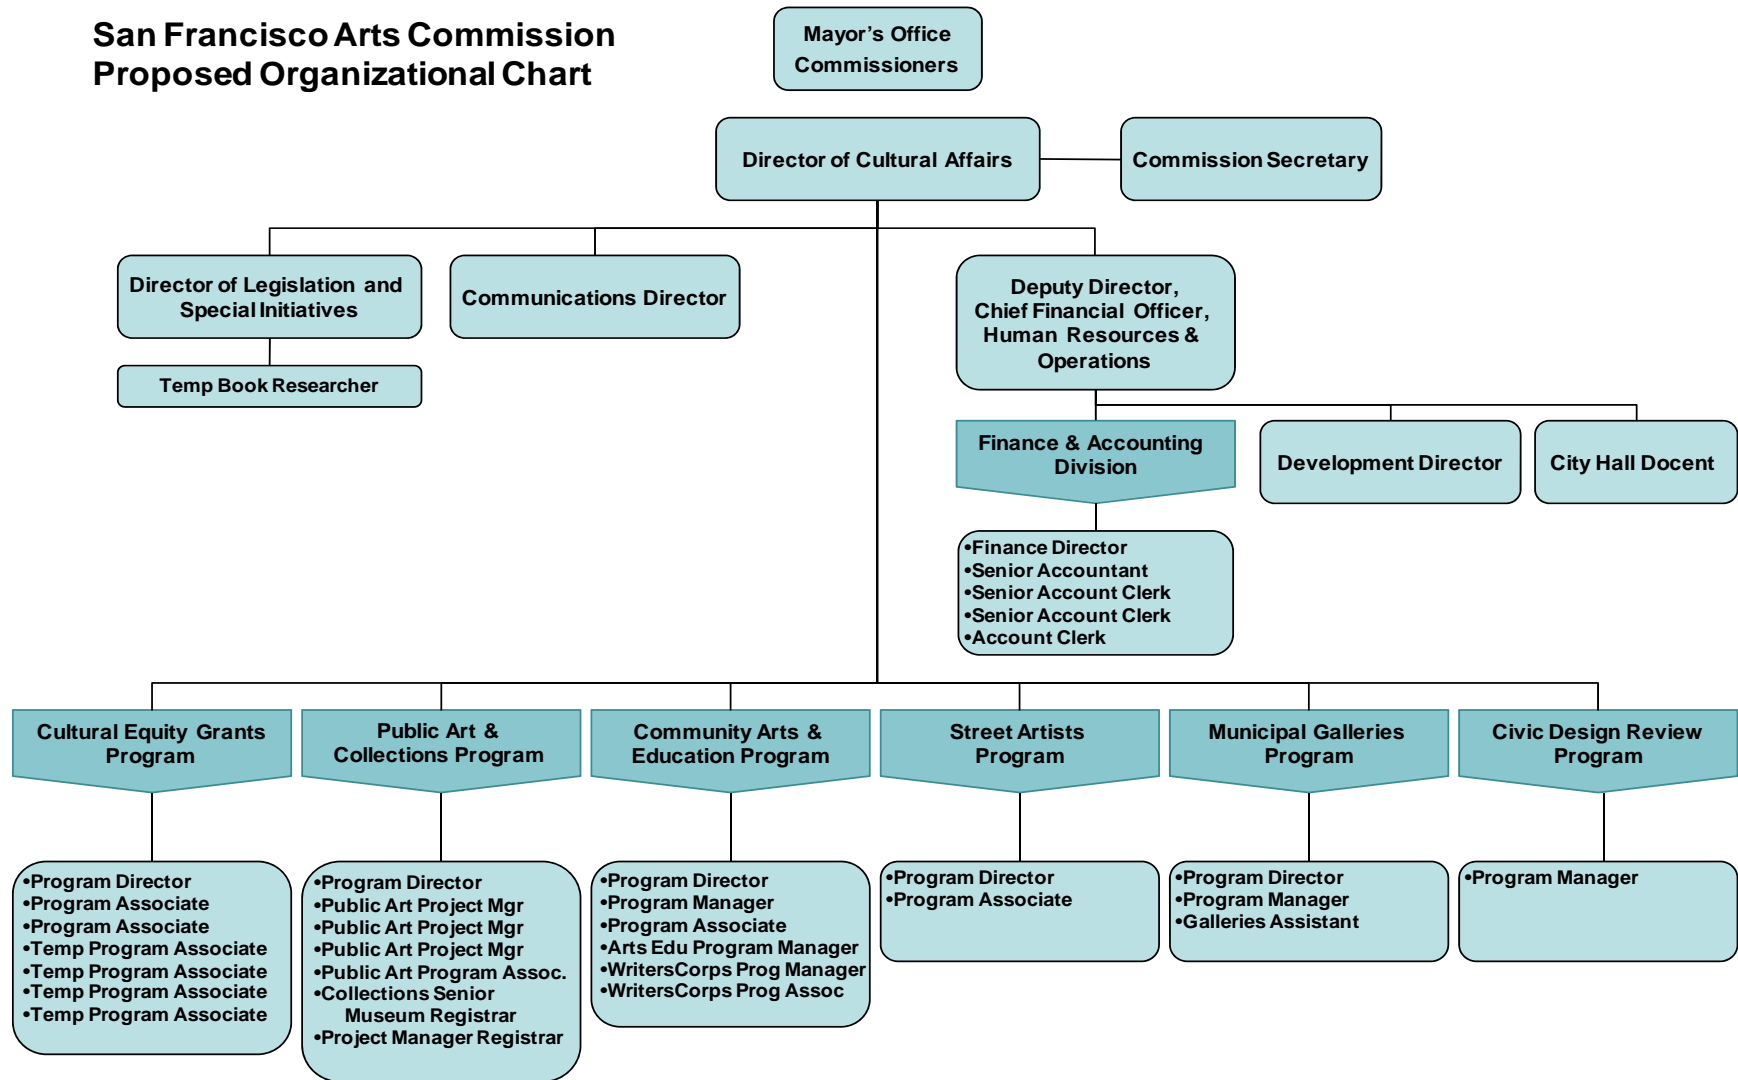 San Francisco Arts Commission
Proposed Organizational Chart
Mayor’s Office
Commissioners
Director of Cultural Affairs
Commission Secretary
Director of Legislation and
Special Initiatives
Communications Director
Deputy Director,
Chief Financial Officer,
Human Resources &
Operations
Temp Book Researcher
Finance & Accounting
Division
Development Director
City Hall Docent
•Finance Director
•Senior Accountant
•Senior Account Clerk
•Senior Account Clerk
•Account Clerk
Cultural Equity Grants
Program
Public Art &
Collections Program
Community Arts &
Education Program
Street Artists
Program
Municipal Galleries
Program
Civic Design Review
Program
•Program Director
•Program Associate
•Program Associate
•Temp Program Associate
•Temp Program Associate
•Temp Program Associate
•Temp Program Associate
•Program Director
•Public Art Project Mgr
•Public Art Project Mgr
•Public Art Project Mgr
•Public Art Program Assoc.
•Collections Senior
Museum Registrar
•Project Manager Registrar
•Program Director
•Program Manager
•Program Associate
•Arts Edu Program Manager
•WritersCorps Prog Manager
•WritersCorps Prog Assoc
•Program Director
•Program Associate
•Program Director
•Program Manager
•Galleries Assistant
•Program Manager